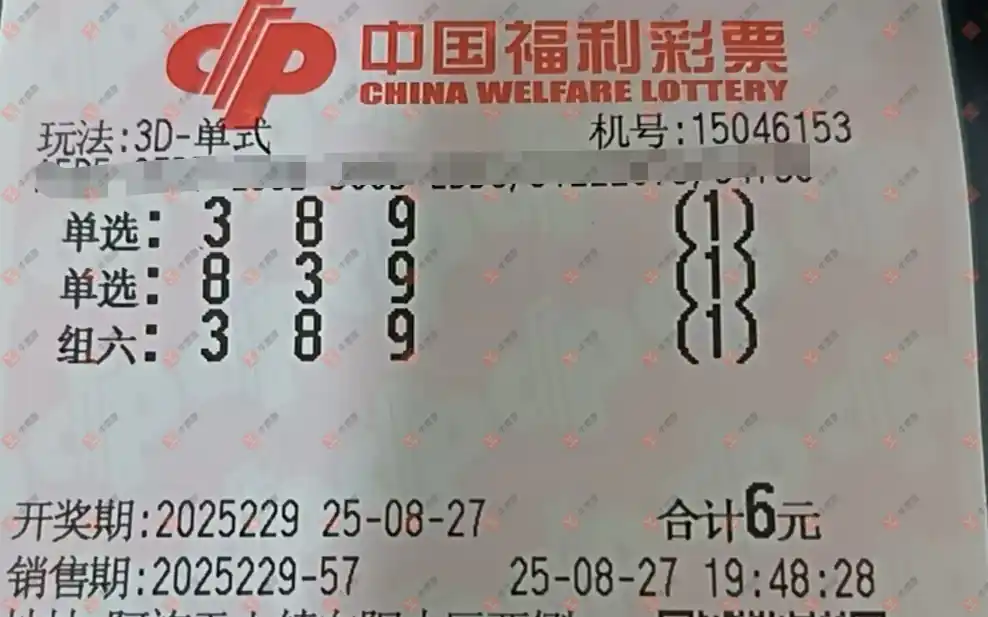 中国福利彩票
CHINA WELFARE LOTTERY
玩法:3D-单式 机号:15046153
单选: 3 8 9 (1)
单选: 8 3 9 (1)
组六: 3 8 9 (1)
开奖期:2025229 25-08-27 合计6元
销售期:2025229-57 25-08-27 19:48:28